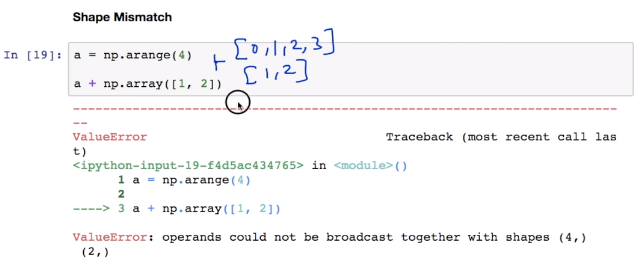 Shape Mismatch
In [19]: a = np.arange(4)
+ [0,1,2,3]
a + np.array([1, 2])
[1,2]
---------------------------------------------------------------------------
--
ValueError Traceback (most recent call las
t)
<ipython-input-19-f4d5ac434765> in <module>()
1 a = np.arange(4)
2
----> 3 a + np.array([1, 2])
ValueError: operands could not be broadcast together with shapes (4,)
(2,)